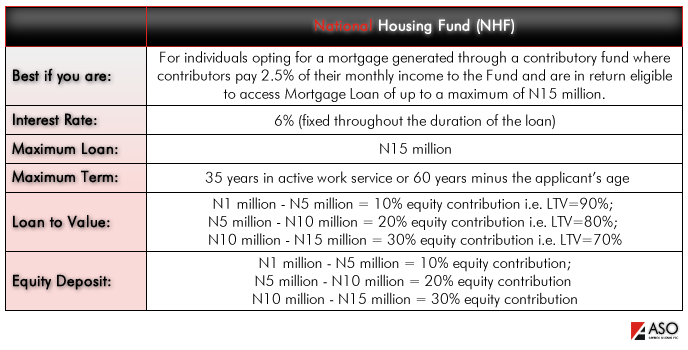 National Housing Fund (NHF)
Best if you are:
For individuals opting for a mortgage generated through a contributory fund where
contributors pay 2.5% of their monthly income to the Fund and are in return eligible
to access Mortgage Loan of up to a maximum of N15 million.
Interest Rate:
6% (fixed throughout the duration of the loan)
Maximum Loan:
N15 million
Maximum Term:
35 years in active work service or 60 years minus the applicant's age
Loan to Value:
N1 million - N5 million = 10% equity contribution i.e. LTV=90%;
N5 million - N10 million = 20% equity contribution i.e. LTV=80%;
N10 million - N15 million = 30% equity contribution i.e. LTV=70%
Equity Deposit:
N1 million - N5 million = 10% equity contribution;
N5 million - N10 million = 20% equity contribution
N10 million - N15 million = 30% equity contribution
ASO